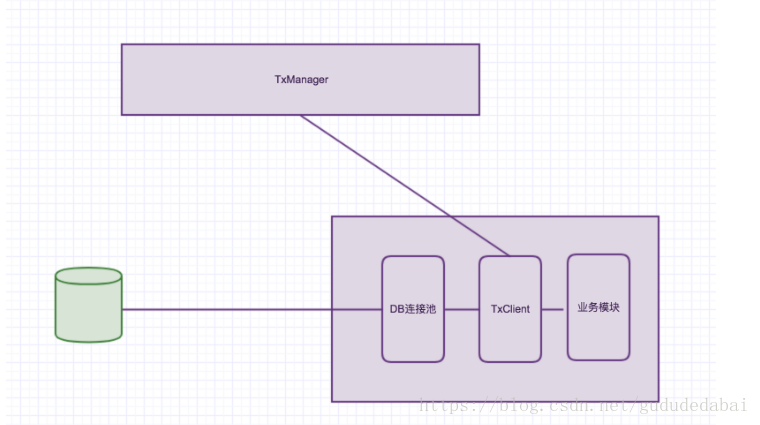 TxManager
DB连接池
TxClient
业务模块
https://blog.csdn.net/gududedabai